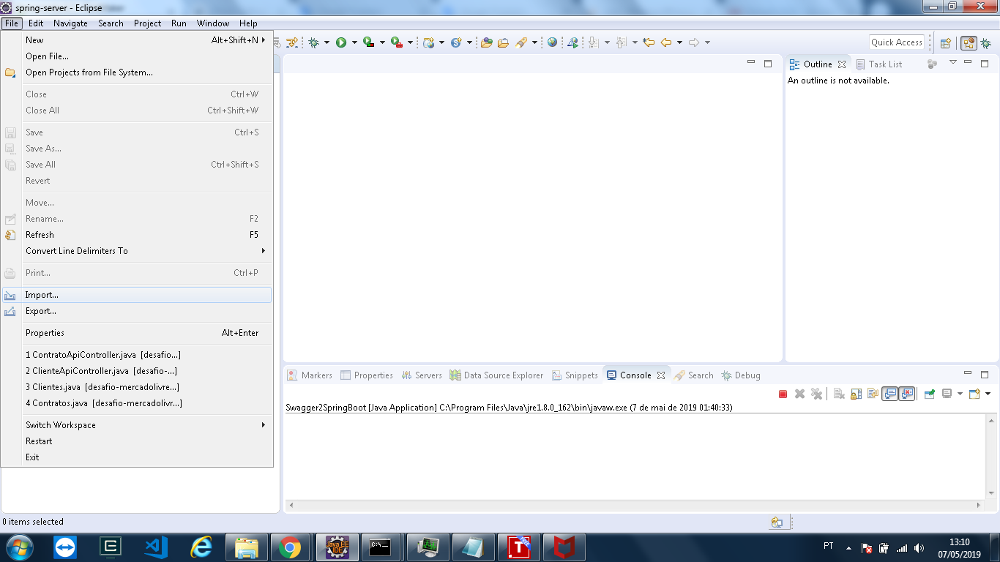 spring-server - Eclipse
File Edit Navigate Search Project Run Window Help
New Alt+Shift+N
Open File...
Open Projects from File System...
Close Ctrl+W
Close All Ctrl+Shift+W
Save Ctrl+S
Save As...
Save All Ctrl+Shift+S
Revert
Move...
Rename... F2
Refresh F5
Convert Line Delimiters To
Print... Ctrl+P
Import...
Export...
Properties Alt+Enter
1 ContratoApiController.java [desafio...]
2 ClienteApiController.java [desafio-...]
3 Clientes.java [desafio-mercadolivre...]
4 Contratos.java [desafio-mercadolivr...]
Switch Workspace
Restart
Exit
Quick Access
Outline Task List
An outline is not available.
Markers Properties Servers Data Source Explorer Snippets Console Search Debug
Swagger2SpringBoot [Java Application] C:\Program Files\Java\jre1.8.0_162\bin\javaw.exe (7 de mai de 2019 01:40:33)
0 items selected
Java EE
IDE
C:\
T
PT
13:10
07/05/2019